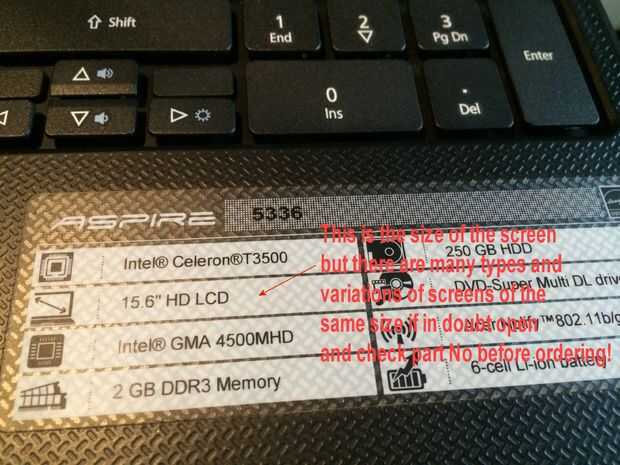 Shift
1
End
2
3
Pg Dn
Enter
0
Ins
.
Del
ASPIRE 5336
This is the size of the screen
but there are many types and
variations of screens of the
same size if in doubt open
and check part No before ordering!
Intel® Celeron®T3500
15.6" HD LCD
Intel® GMA 4500MHD
2 GB DDR3 Memory
250 GB HDD
DVD-Super Multi DL drive
™802.11b/g
6-cell Li-ion battery